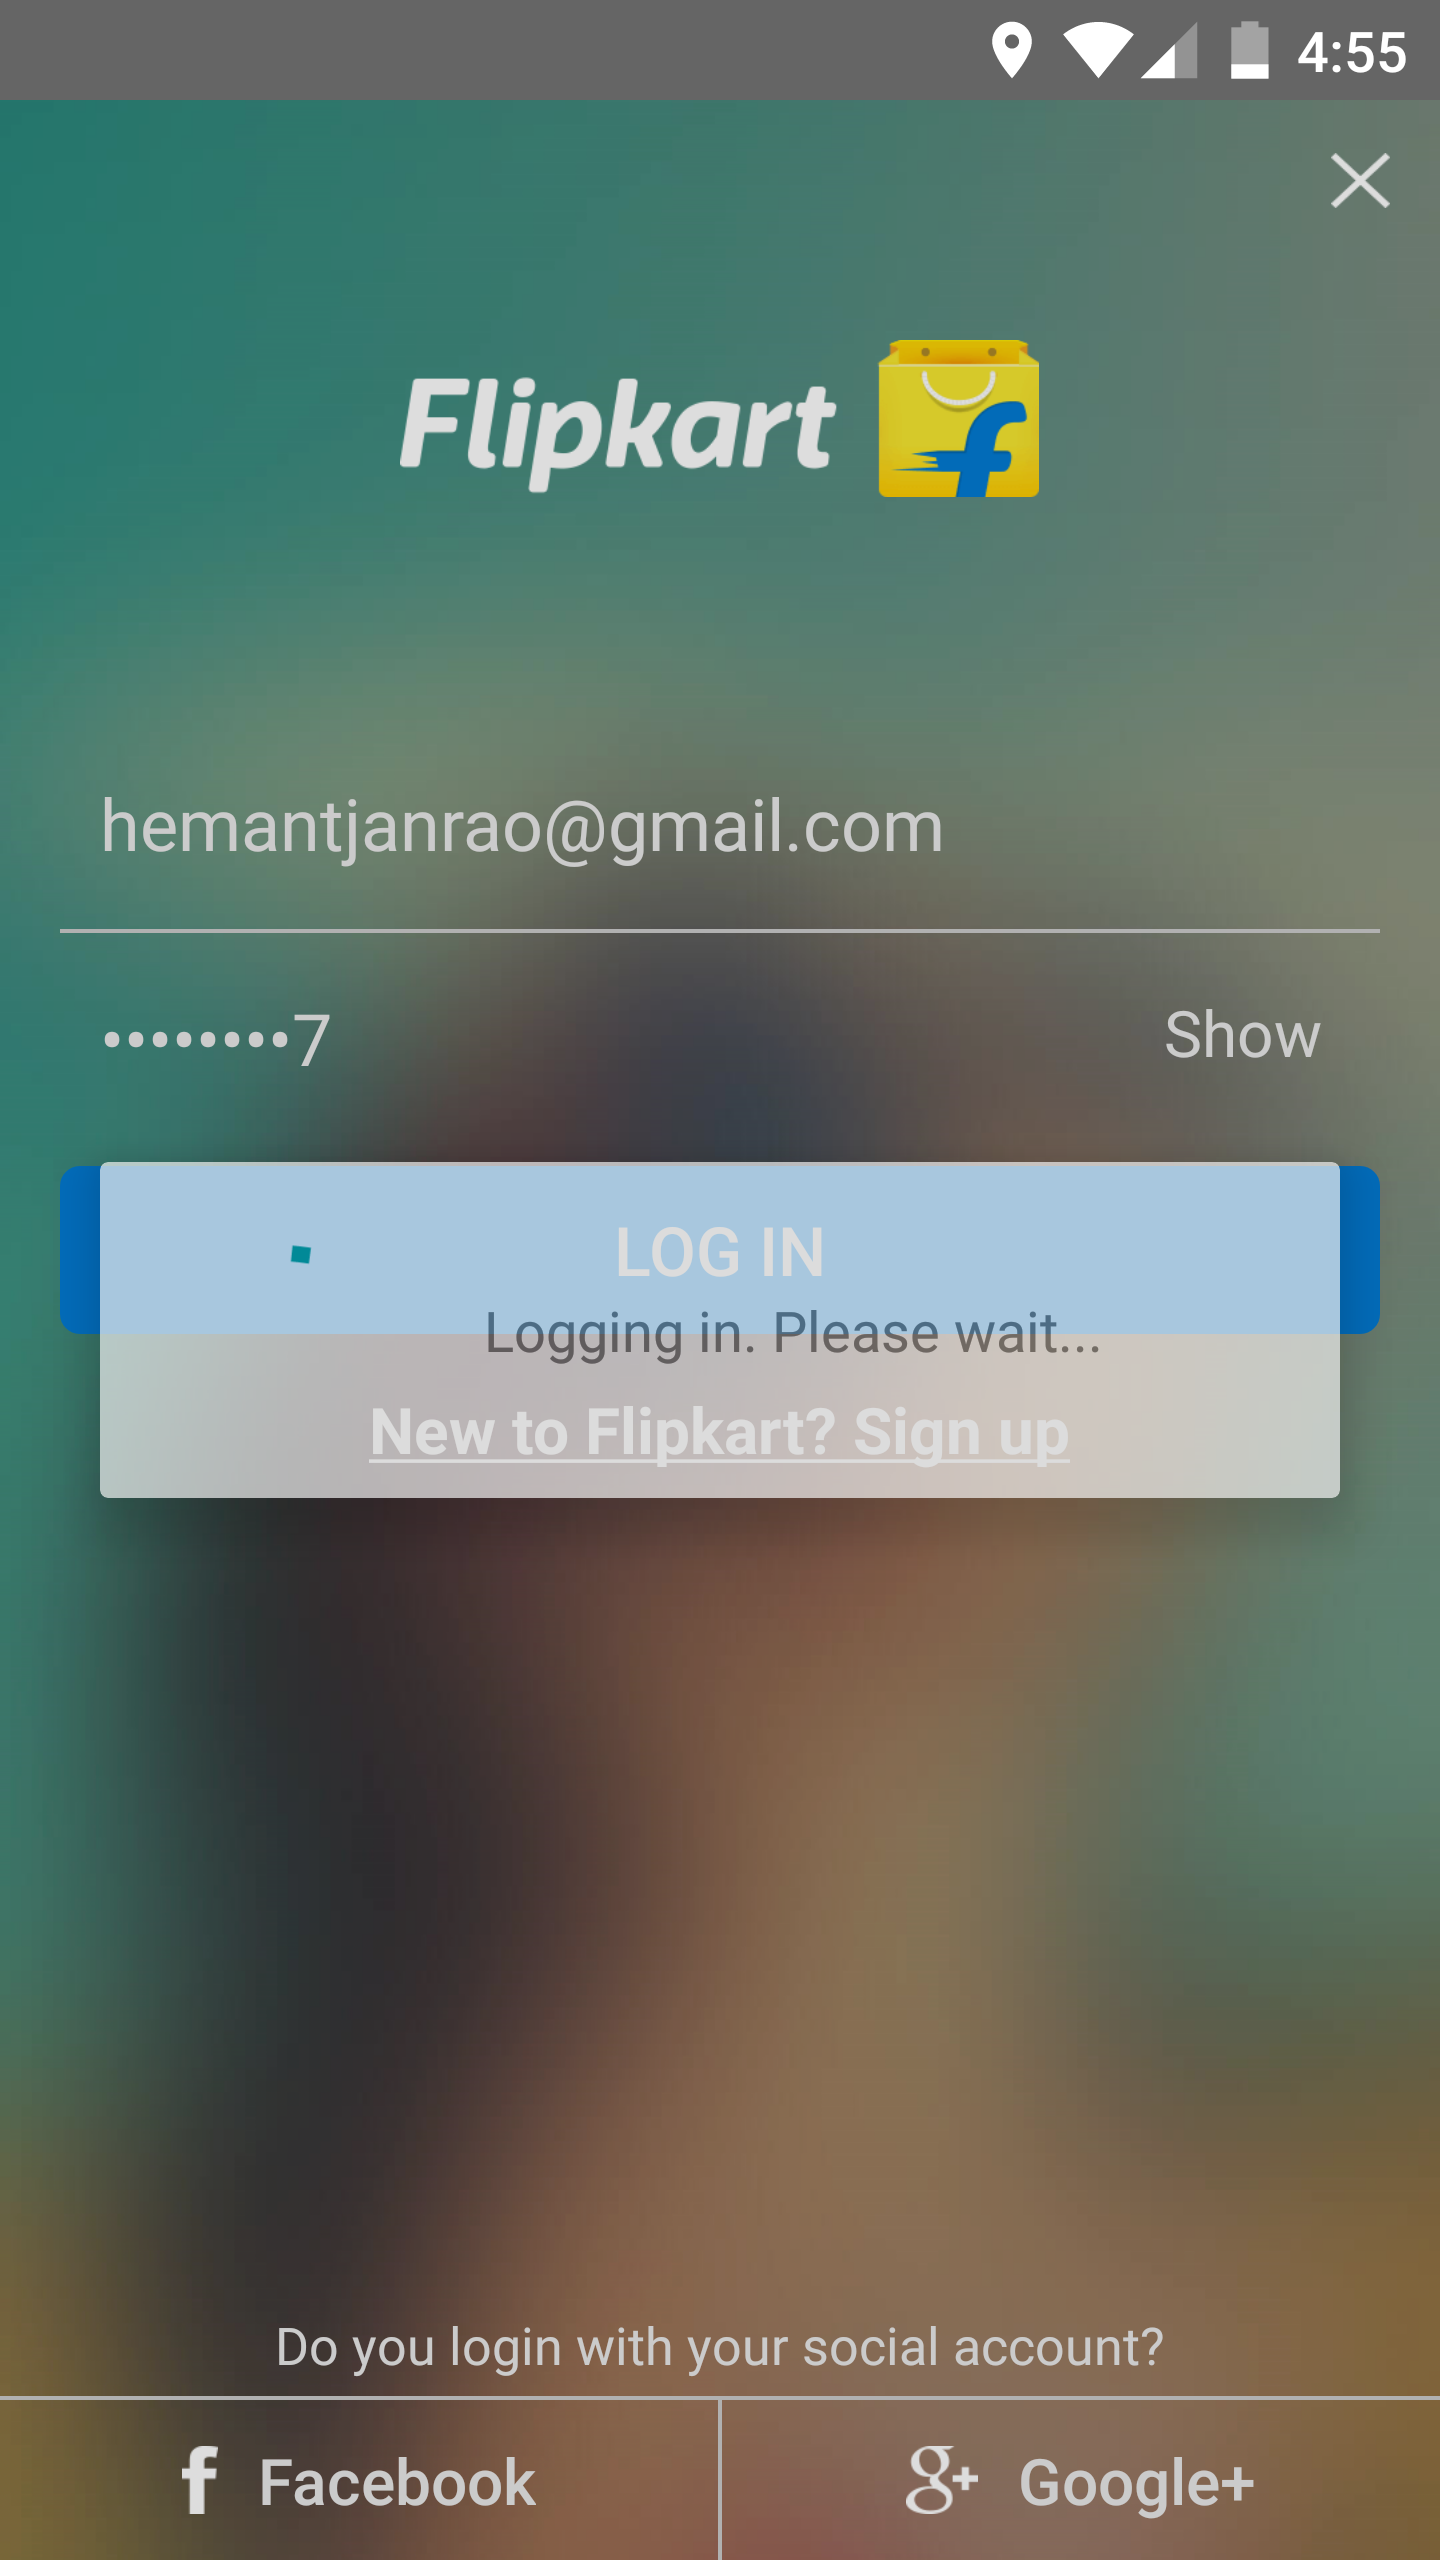 4:55
Flipkart
f
hemantjanrao@gmail.com
••••••••7
Show
LOG IN
Logging in. Please wait...
New to Flipkart? Sign up
Do you login with your social account?
f Facebook
g+ Google+